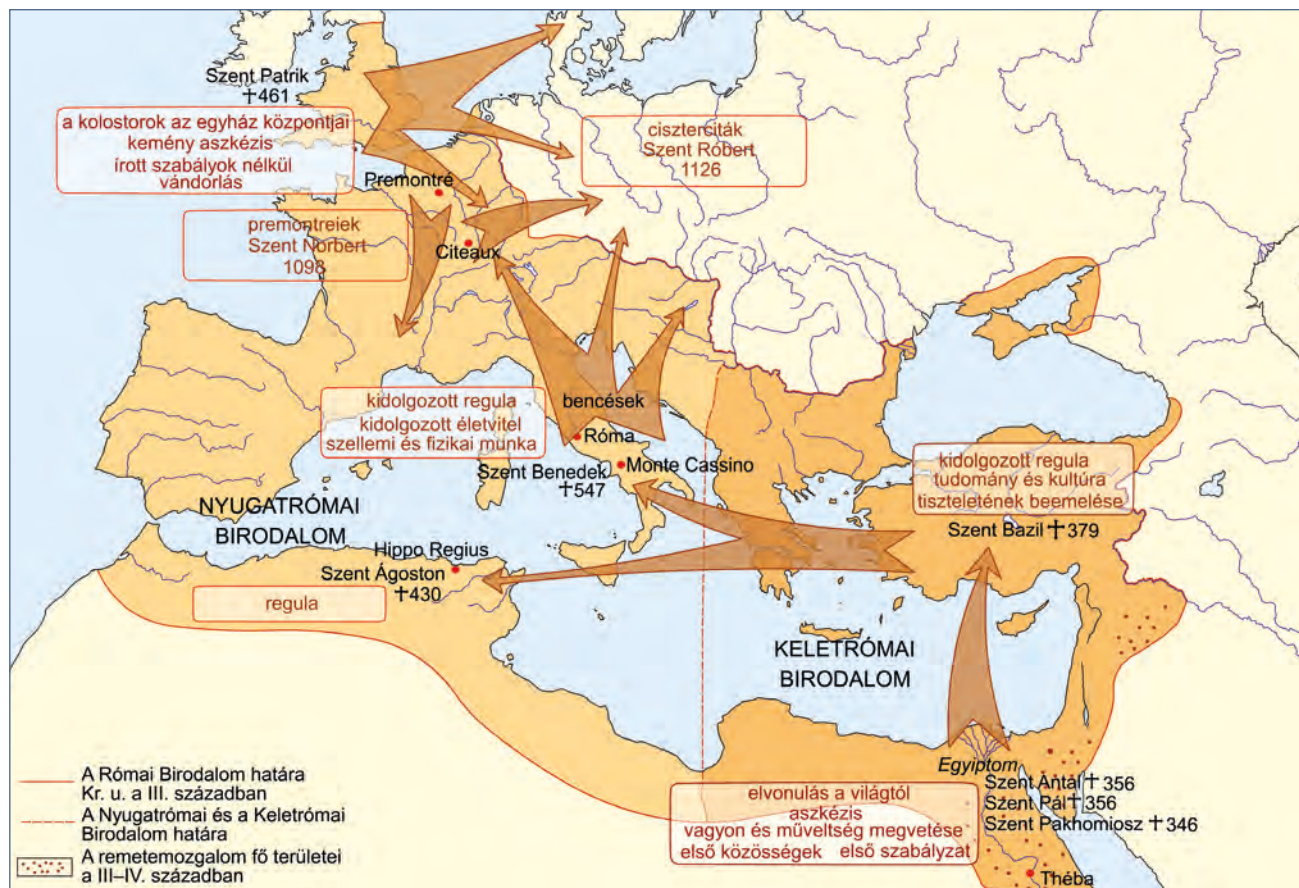 Szent Patrik
✝461
a kolostorok az egyház központjai
kemény aszkézis
írott szabályok nélkül
vándorlás
ciszterciták
Szent Róbert
1126
Premontré
premontreiek
Szent Norbert
1098
Citeaux
kidolgozott regula
kidolgozott életvitel
szellemi és fizikai munka
bencések
Róma
Monte Cassino
Szent Benedek
✝547
kidolgozott regula
tudomány és kultúra
tiszteletének beemelése
Szent Bazil ✝379
NYUGATRÓMAI
BIRODALOM
Hippo Regius
Szent Ágoston
✝430
regula
KELETRÓMAI
BIRODALOM
Egyiptom
Szent Antal ✝356
Szent Pál ✝356
Szent Pakhomiosz ✝346
elvonulás a világtól
aszkézis
vagyon és műveltség megvetése
első közösségek első szabályzat
Théba
A Római Birodalom határa
Kr. u. a III. században
A Nyugatrómai és a Keletrómai
Birodalom határa
A remetemozgalom fő területei
a III–IV. században